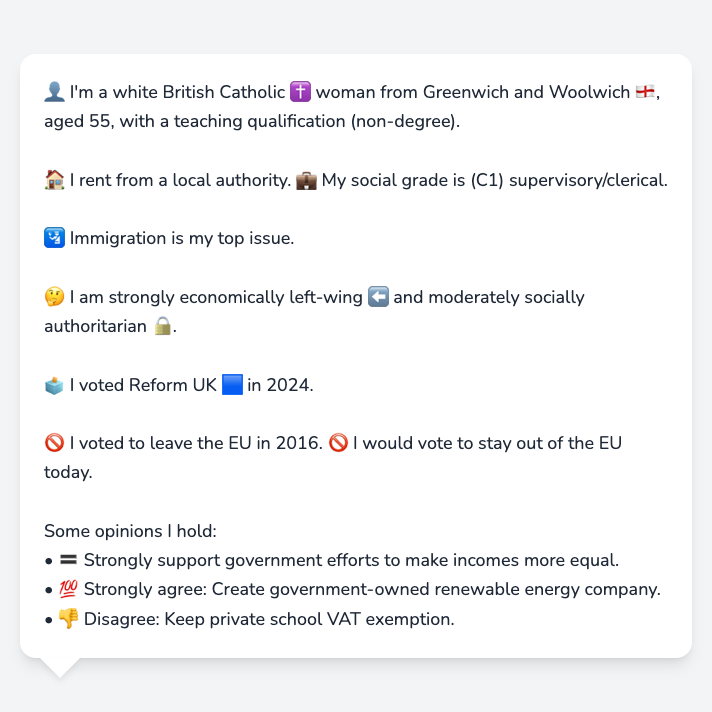 👤 I'm a white British Catholic ✝️ woman from Greenwich and Woolwich 🏴󠁧󠁢󠁥󠁮󠁧󠁿,
aged 55, with a teaching qualification (non-degree).
🏠 I rent from a local authority. 💼 My social grade is (C1) supervisory/clerical.
🛂 Immigration is my top issue.
🤔 I am strongly economically left-wing ⬅️ and moderately socially
authoritarian 🔒.
🗳️ I voted Reform UK 🟦 in 2024.
🚫 I voted to leave the EU in 2016. 🚫 I would vote to stay out of the EU
today.
Some opinions I hold:
• 🟰 Strongly support government efforts to make incomes more equal.
• 💯 Strongly agree: Create government-owned renewable energy company.
• 👎 Disagree: Keep private school VAT exemption.